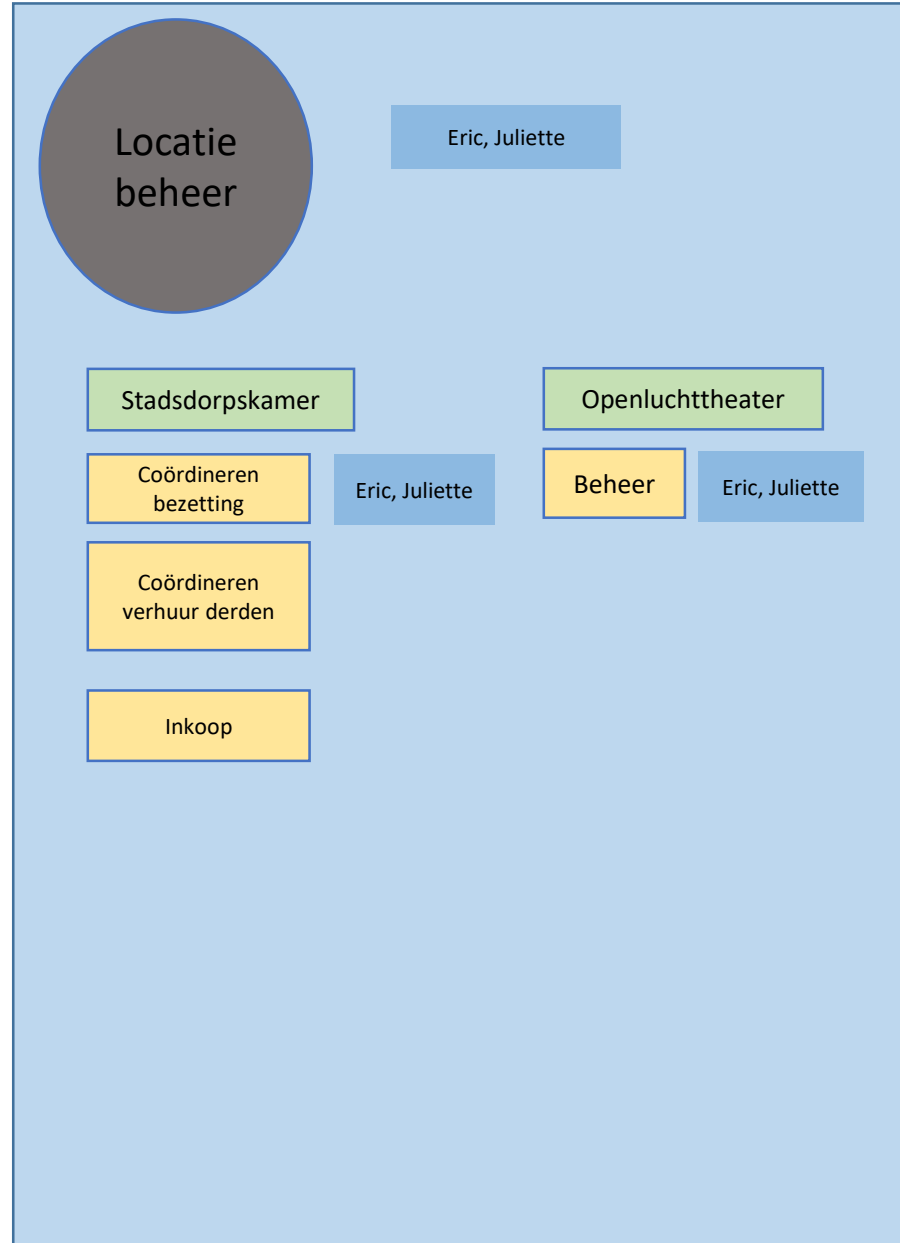 Locatie
beheer
Eric, Juliette
Stadsdorpskamer
Openluchttheater
Coördineren
bezetting
Eric, Juliette
Beheer
Eric, Juliette
Coördineren
verhuur derden
Inkoop